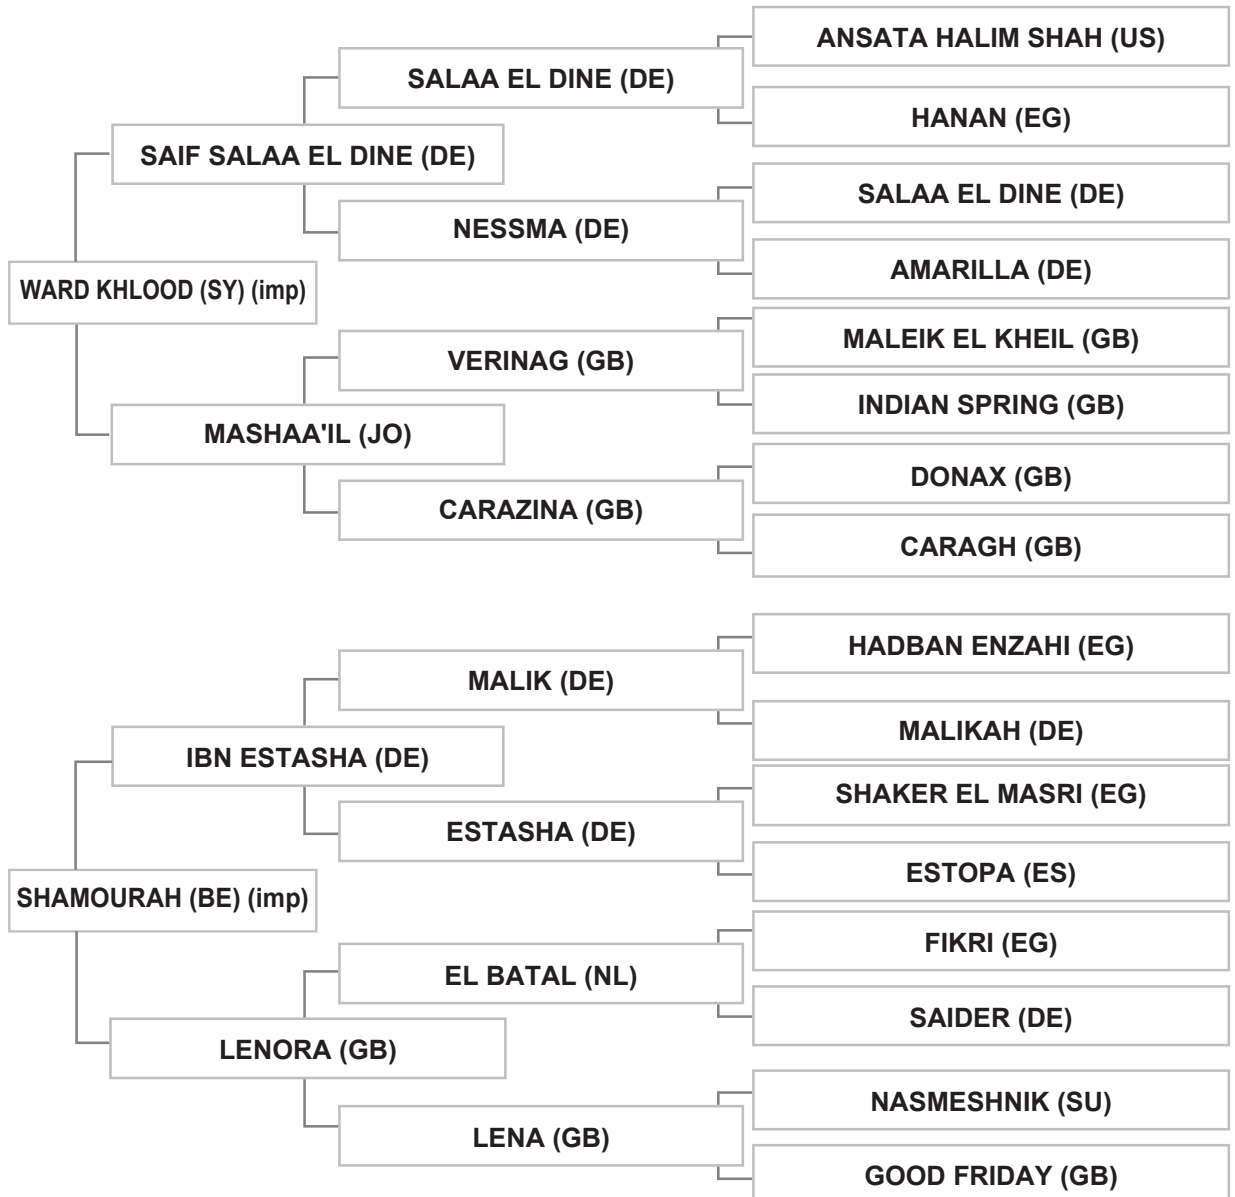 ANSATA HALIM SHAH (US)
SALAA EL DINE (DE)
HANAN (EG)
SAIF SALAA EL DINE (DE)
SALAA EL DINE (DE)
NESSMA (DE)
AMARILLA (DE)
WARD KHLOOD (SY) (imp)
MALEIK EL KHEIL (GB)
VERINAG (GB)
INDIAN SPRING (GB)
MASHAA'IL (JO)
DONAX (GB)
CARAZINA (GB)
CARAGH (GB)
HADBAN ENZAHI (EG)
MALIK (DE)
MALIKAH (DE)
IBN ESTASHA (DE)
SHAKER EL MASRI (EG)
ESTASHA (DE)
ESTOPA (ES)
SHAMOURAH (BE) (imp)
FIKRI (EG)
EL BATAL (NL)
SAIDER (DE)
LENORA (GB)
NASMESHNIK (SU)
LENA (GB)
GOOD FRIDAY (GB)